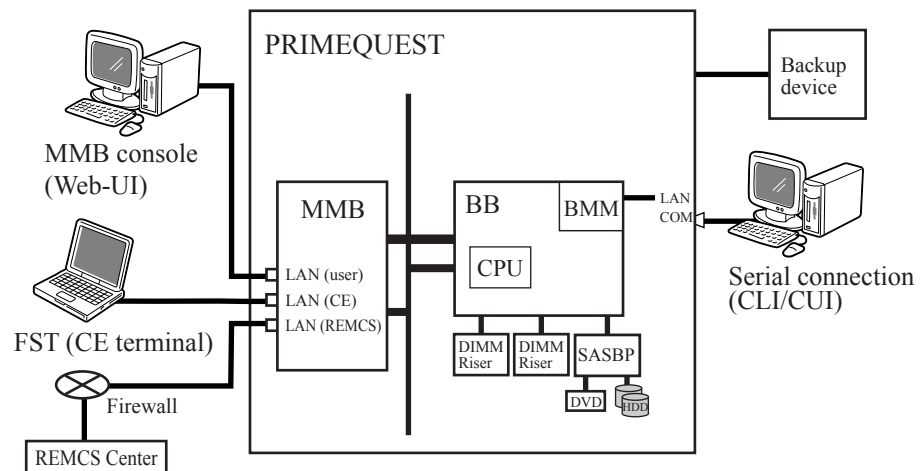 PRIMEQUEST
Backup
device
MMB console
(Web-UI)
MMB
BB
BMM
LAN
COM
CPU
LAN (user)
LAN (CE)
LAN (REMCS)
Serial connection
(CLI/CUI)
FST (CE terminal)
DIMM
Riser
DIMM
Riser
SASBP
DVD
HDD
Firewall
REMCS Center